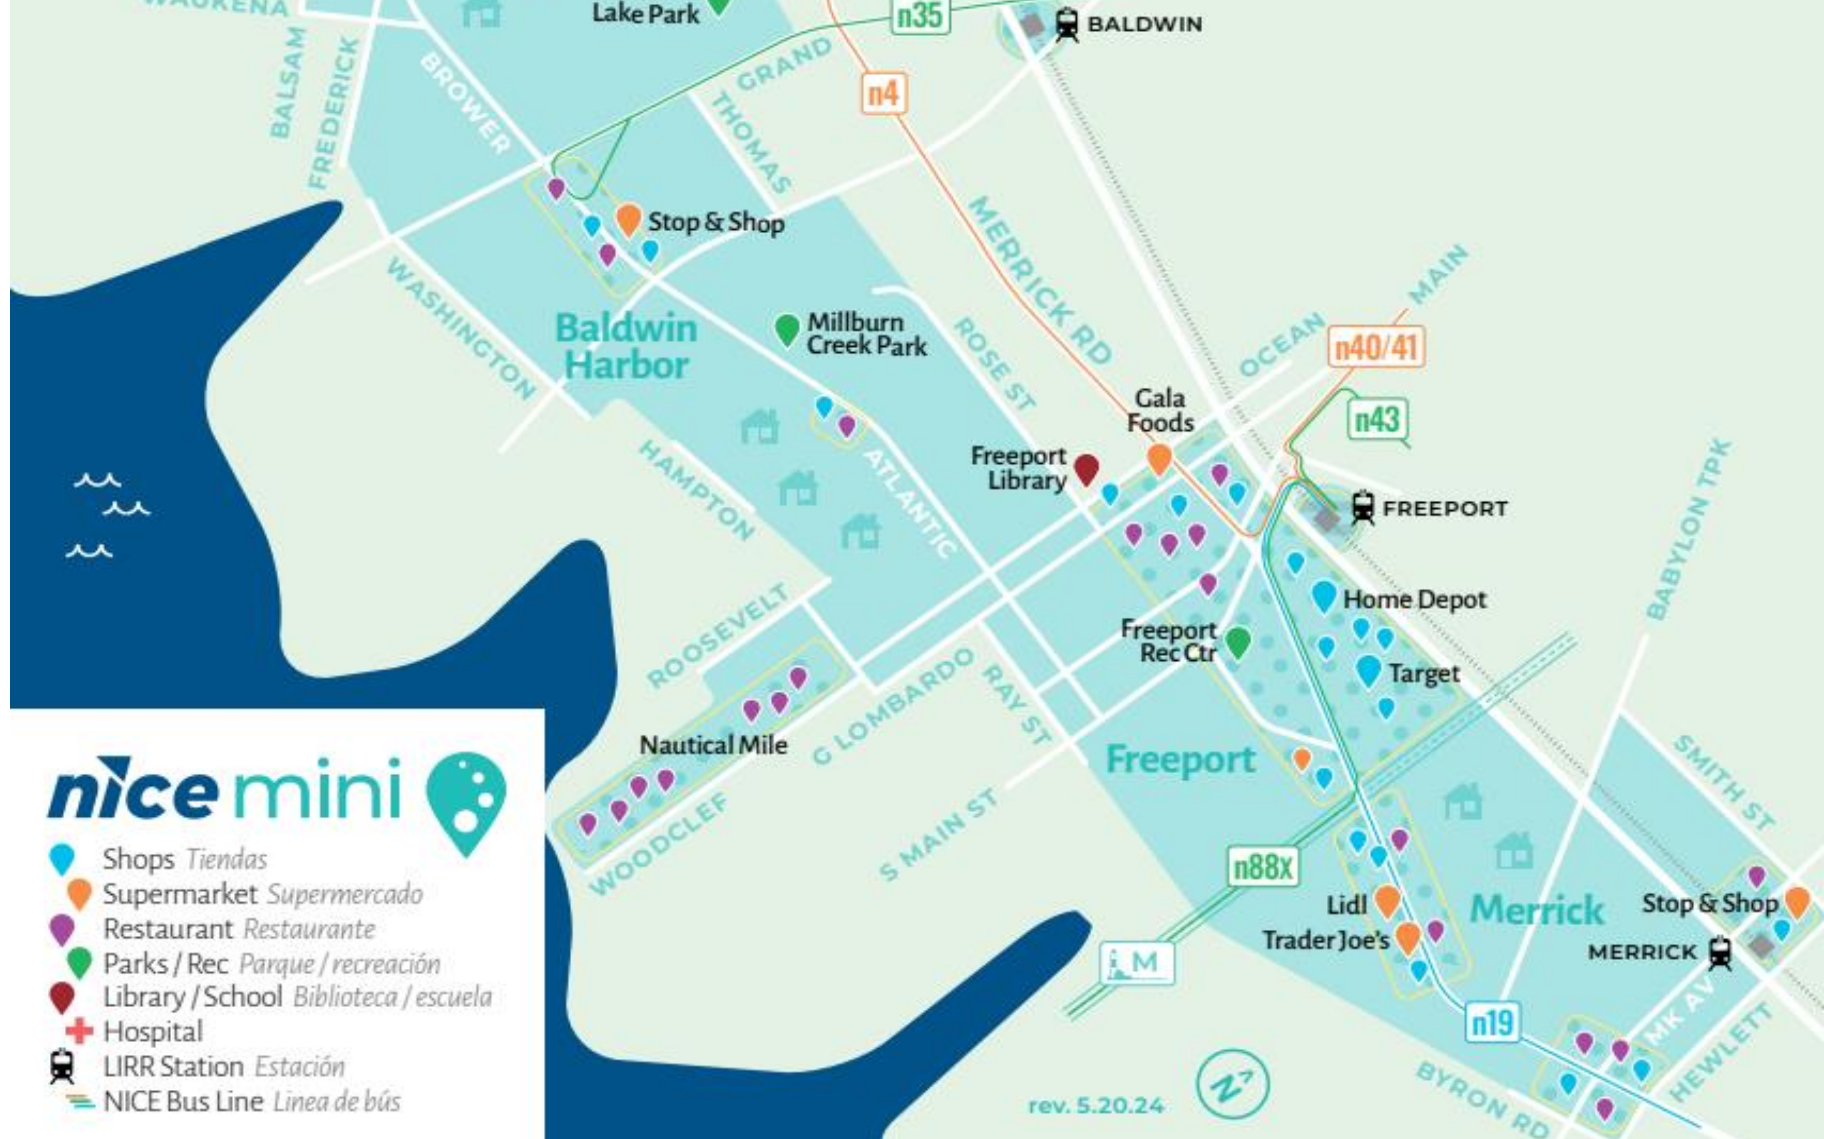 WAUKENA
Lake Park
n35
BALDWIN
BALSAM
FREDERICK
BROWER
GRAND
THOMAS
n4
Stop & Shop
MERRICK RD
MAIN
WASHINGTON
Baldwin
Harbor
Millburn
Creek Park
ROSE ST
OCEAN
n40/41
n43
Gala
Foods
Freeport
Library
HAMPTON
ATLANTIC
FREEPORT
BABYLON TPK
Home Depot
ROOSEVELT
Freeport
Rec Ctr
Target
G LOMBARDO
RAY ST
Nautical Mile
Freeport
SMITH ST
WOODCLEF
S MAIN ST
n88x
Lidl
Merrick
Stop & Shop
Trader Joe's
MERRICK
M
n19
MK AV
HEWLETT
BYRON RD
N
rev. 5.20.24
nice mini
Shops Tiendas
Supermarket Supermercado
Restaurant Restaurante
Parks / Rec Parque / recreación
Library / School Biblioteca / escuela
Hospital
LIRR Station Estación
NICE Bus Line Linea de bús